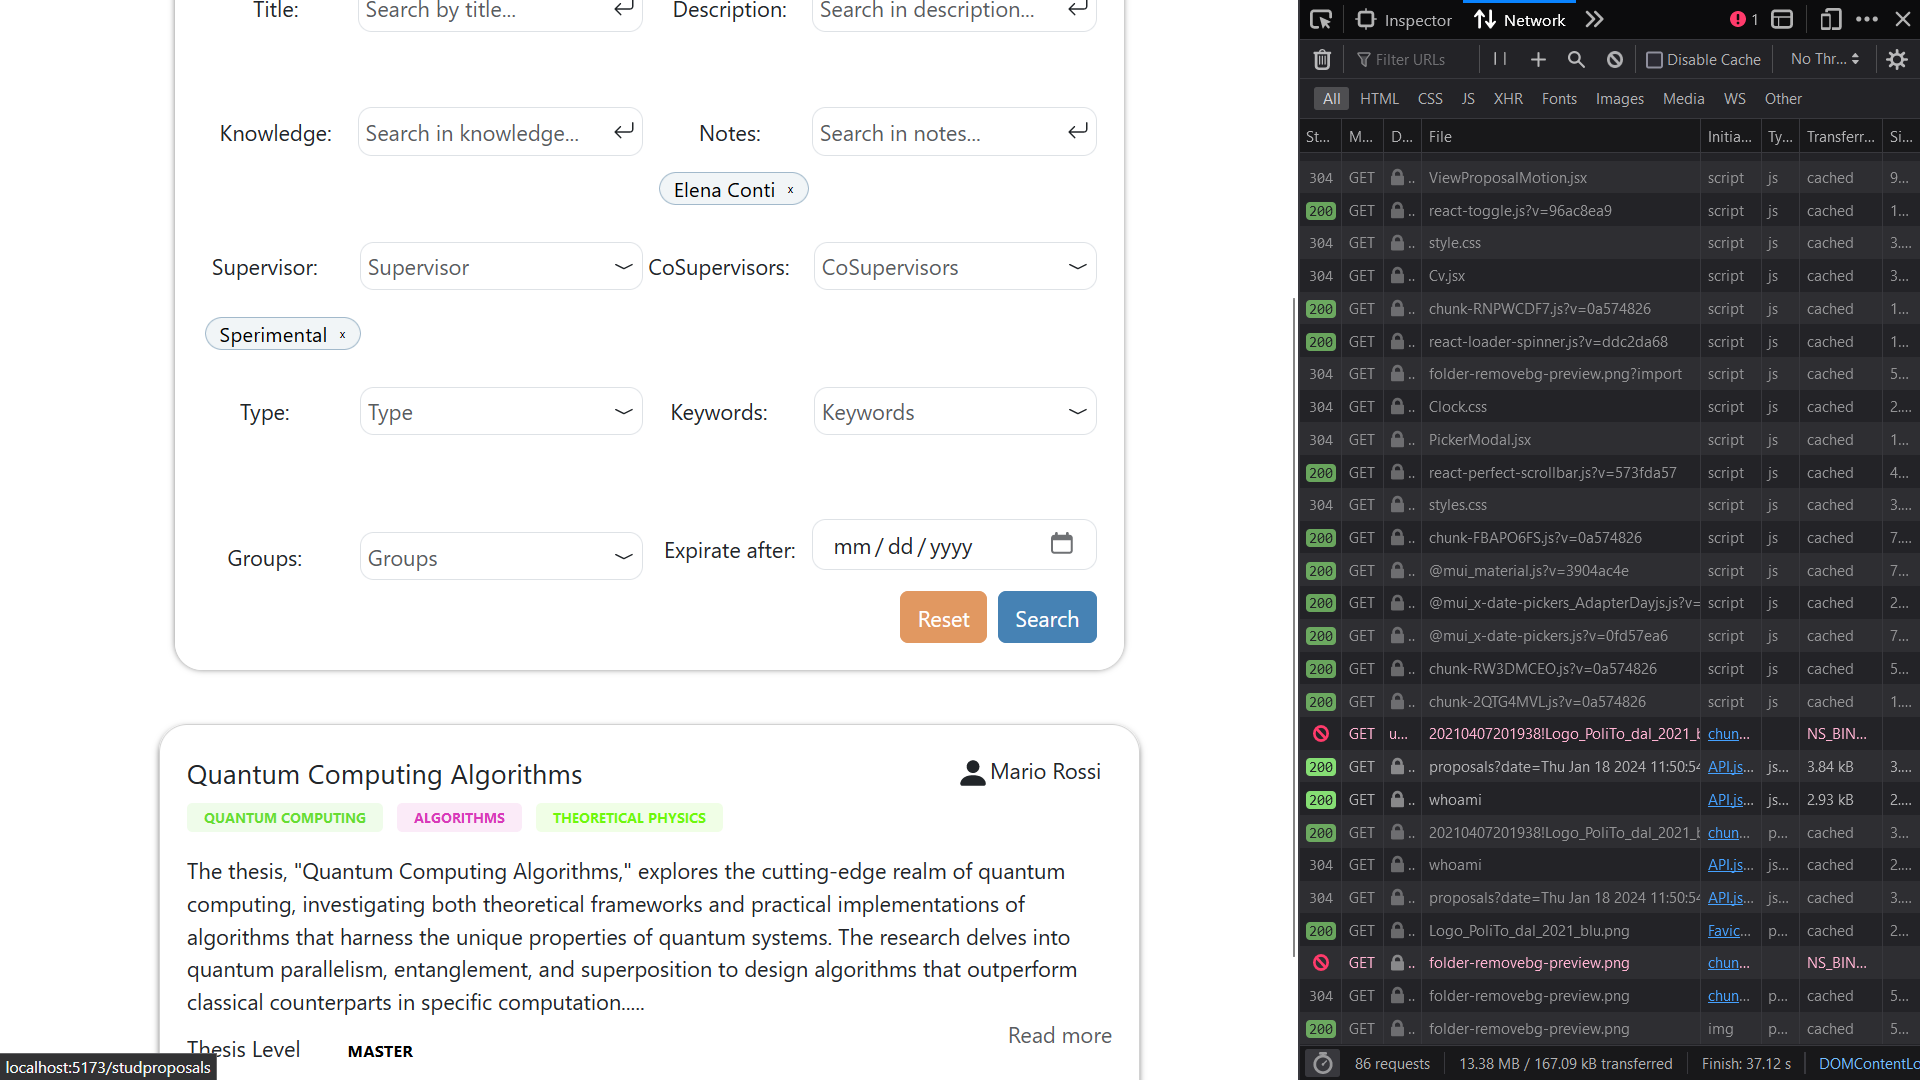 Title:
Search by title...
Description:
Search in description...
Knowledge:
Search in knowledge...
Notes:
Search in notes...
Elena Conti x
Supervisor:
Supervisor
CoSupervisors:
CoSupervisors
Sperimental x
Type:
Type
Keywords:
Keywords
Groups:
Groups
Expirate after:
mm/dd/yyyy
Reset
Search
Quantum Computing Algorithms
Mario Rossi
QUANTUM COMPUTING
ALGORITHMS
THEORETICAL PHYSICS
The thesis, "Quantum Computing Algorithms," explores the cutting-edge realm of quantum
computing, investigating both theoretical frameworks and practical implementations of
algorithms that harness the unique properties of quantum systems. The research delves into
quantum parallelism, entanglement, and superposition to design algorithms that outperform
classical counterparts in specific computation.....
Read more
Thesis Level
MASTER
localhost:5173/studproposals
Inspector
Network
1
Filter URLs
Disable Cache
No Thr...
All HTML CSS JS XHR Fonts Images Media WS Other
St... M... D... File Initia... Ty... Transferr... Si...
304 GET .. ViewProposalMotion.jsx script js cached 9...
200 GET .. react-toggle.js?v=96ac8ea9 script js cached 1...
304 GET .. style.css script js cached 3....
304 GET .. Cv.jsx script js cached 3...
200 GET .. chunk-RNPWCDF7.js?v=0a574826 script js cached 1...
200 GET .. react-loader-spinner.js?v=ddc2da68 script js cached 1...
304 GET .. folder-removebg-preview.png?import script js cached 5...
304 GET .. Clock.css script js cached 2....
304 GET .. PickerModal.jsx script js cached 1...
200 GET .. react-perfect-scrollbar.js?v=573fda57 script js cached 4...
304 GET .. styles.css script js cached 3....
200 GET .. chunk-FBAPO6FS.js?v=0a574826 script js cached 7....
200 GET .. @mui_material.js?v=3904ac4e script js cached 7...
200 GET .. @mui_x-date-pickers_AdapterDayjs.js?v= script js cached 2...
200 GET .. @mui_x-date-pickers.js?v=0fd57ea6 script js cached 7...
200 GET .. chunk-RW3DMCEO.js?v=0a574826 script js cached 5...
200 GET .. chunk-2QTG4MVL.js?v=0a574826 script js cached 1....
GET u... 20210407201938!Logo_PoliTo_dal_2021_b chun... NS_BIN...
200 GET .. proposals?date=Thu Jan 18 2024 11:50:54 API.js... js... 3.84 kB 3....
200 GET .. whoami API.js... js... 2.93 kB 2....
200 GET .. 20210407201938!Logo_PoliTo_dal_2021_b chun... p... cached 3...
304 GET .. whoami API.js... js... cached 2....
304 GET .. proposals?date=Thu Jan 18 2024 11:50:54 API.js... js... cached 3....
200 GET .. Logo_PoliTo_dal_2021_blu.png Favic... p... cached 2...
GET .. folder-removebg-preview.png chun... NS_BIN...
304 GET .. folder-removebg-preview.png chun... p... cached 5...
200 GET .. folder-removebg-preview.png img p... cached 5...
86 requests 13.38 MB / 167.09 kB transferred Finish: 37.12 s DOMContentLo